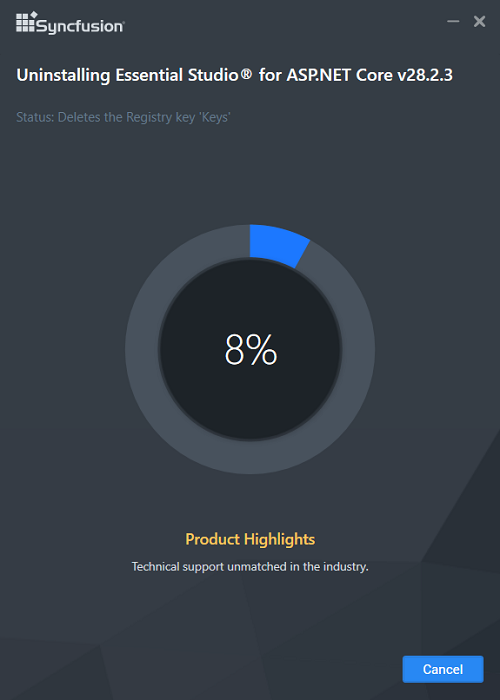 Syncfusion®
Uninstalling Essential Studio® for ASP.NET Core v28.2.3
Status: Deletes the Registry key 'Keys'
8%
Product Highlights
Technical support unmatched in the industry.
Cancel